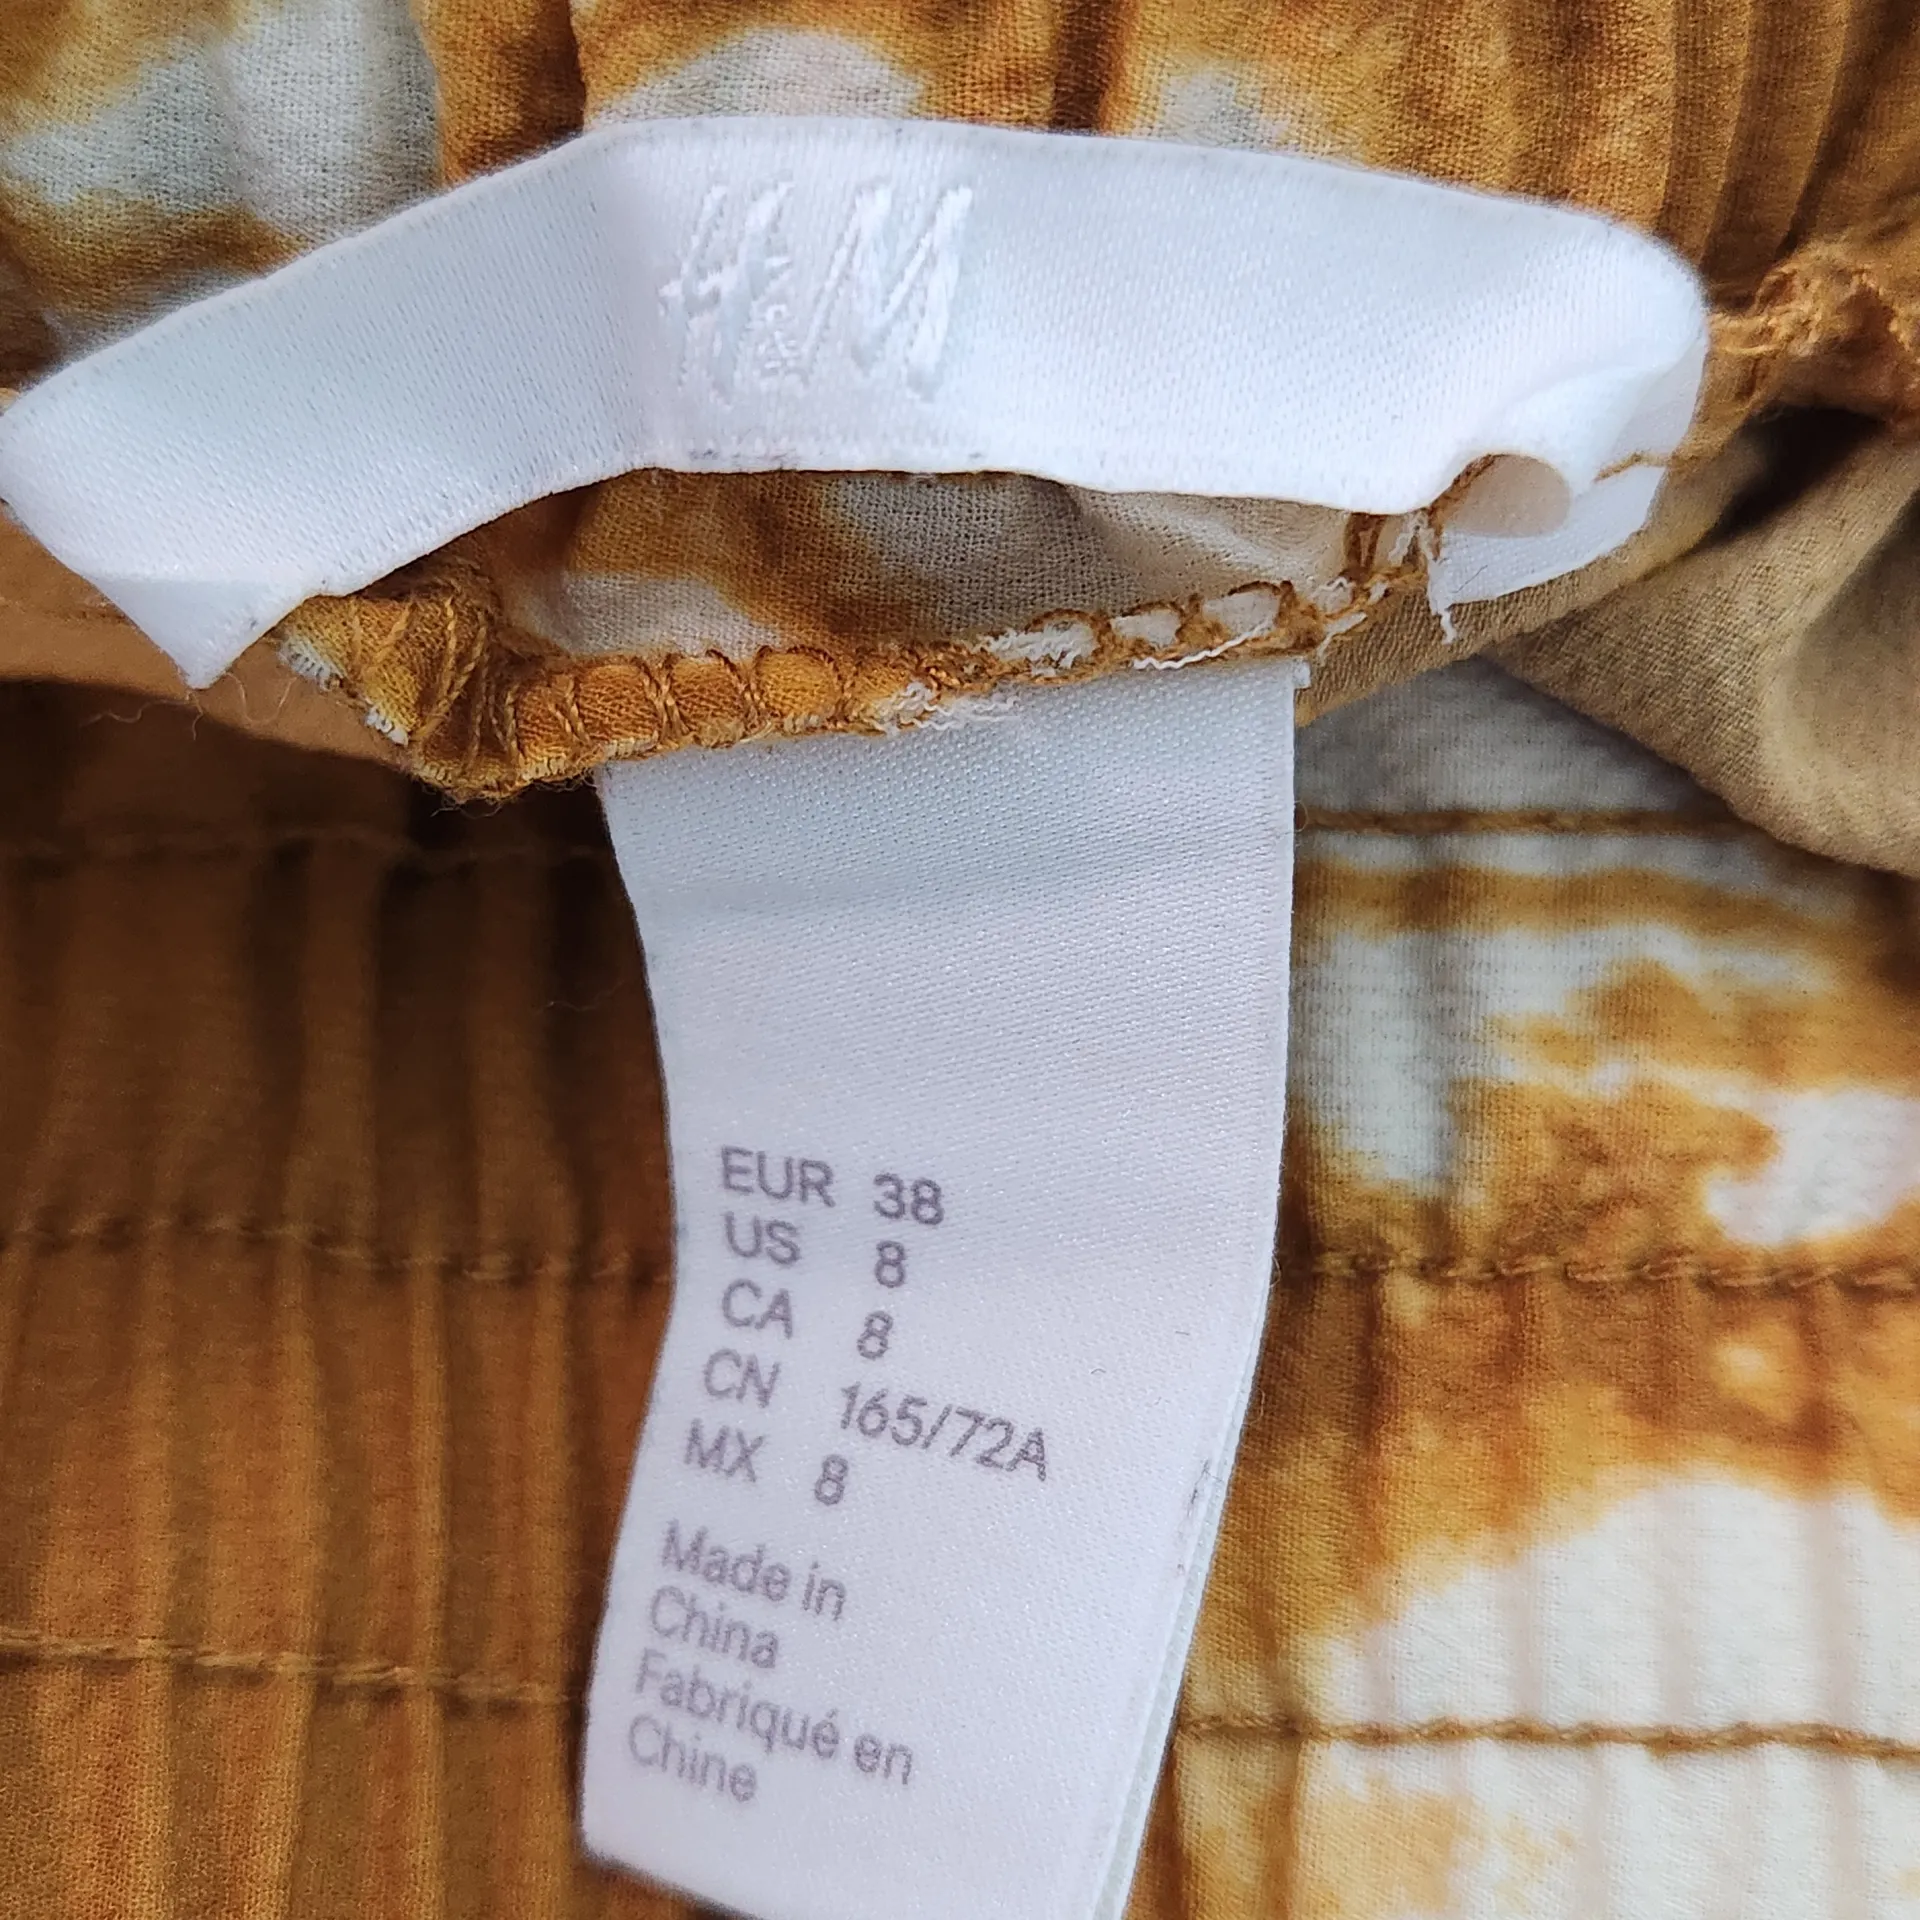 H&M
EUR 38
US 8
CA 8
CN 165/72A
MX 8
Made in
China
Fabriqué en
Chine